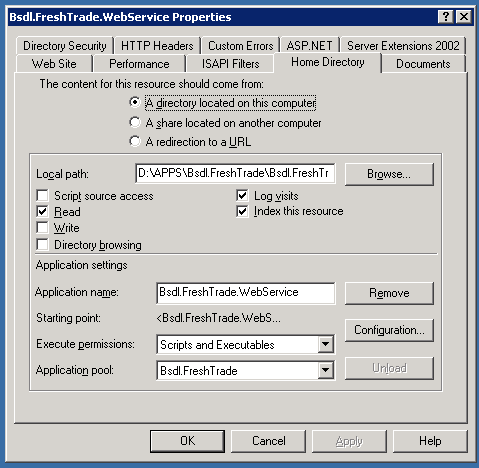 Bsdl.FreshTrade.WebService Properties
Directory Security HTTP Headers Custom Errors ASP.NET Server Extensions 2002
Web Site Performance ISAPI Filters Home Directory Documents
The content for this resource should come from:
A directory located on this computer
A share located on another computer
A redirection to a URL
Local path: D:\APPS\Bsdl.FreshTrade\Bsdl.FreshTr Browse...
Script source access Log visits
Read Index this resource
Write
Directory browsing
Application settings
Application name: Bsdl.FreshTrade.WebService Remove
Starting point: <Bsdl.FreshTrade.WebS...
Configuration...
Execute permissions: Scripts and Executables
Application pool: Bsdl.FreshTrade Unload
OK Cancel Apply Help